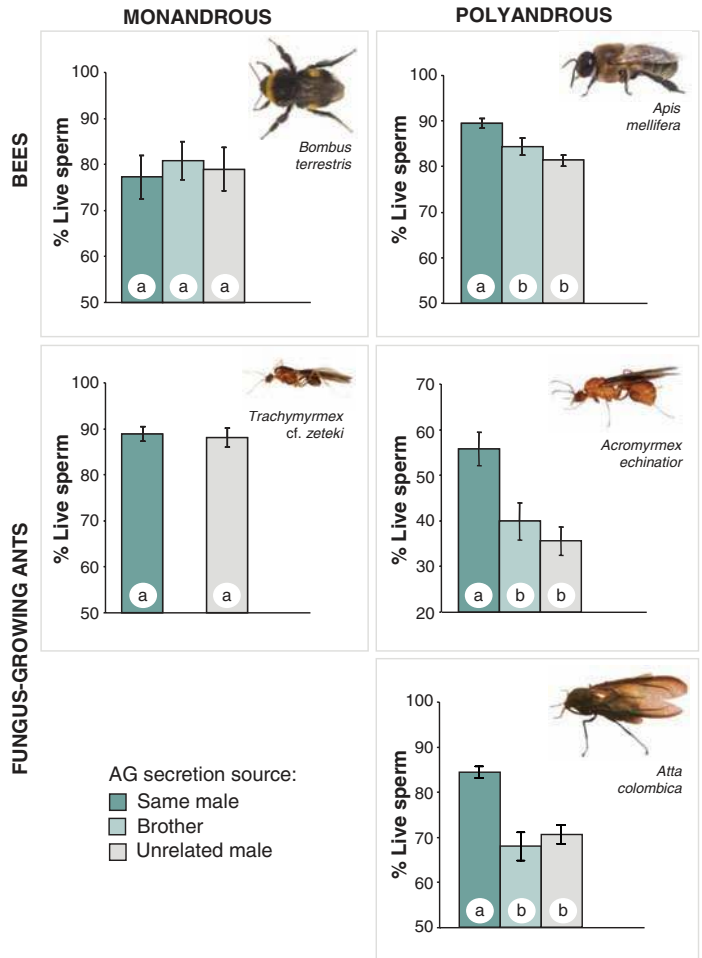 MONANDROUS
POLYANDROUS
BEES
FUNGUS-GROWING ANTS
% Live sperm
100
90
80
70
60
50
Bombus
terrestris
a
a
a
% Live sperm
100
90
80
70
60
50
Apis
mellifera
a
b
b
% Live sperm
100
90
80
70
60
50
Trachymyrmex
cf. zeteki
a
a
% Live sperm
70
60
50
40
30
20
Acromyrmex
echinatior
a
b
b
AG secretion source:
Same male
Brother
Unrelated male
% Live sperm
100
90
80
70
60
50
Atta
colombica
a
b
b